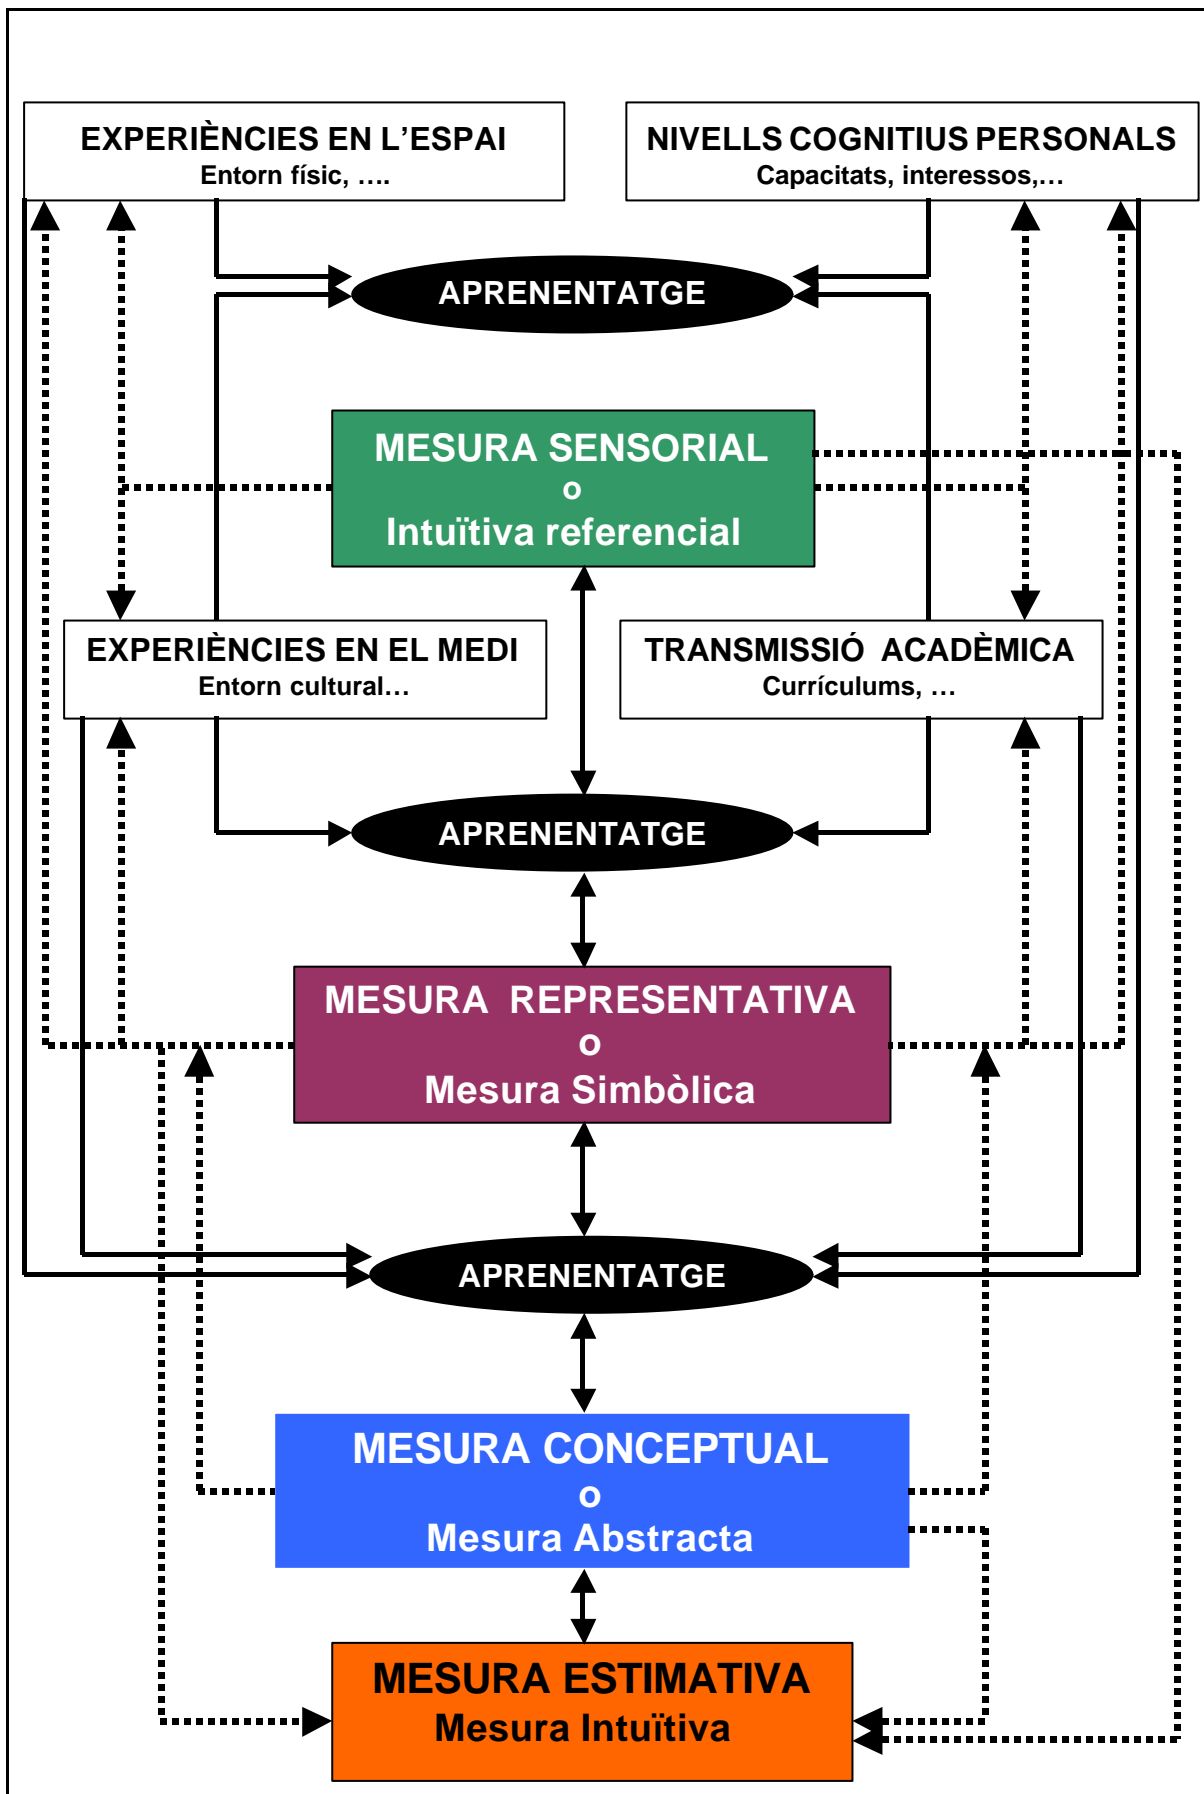 EXPERIÈNCIES EN L’ESPAI
Entorn físic, ….
NIVELLS COGNITIUS PERSONALS
Capacitats, interessos,…
APRENENTATGE
MESURA SENSORIAL
o
Intuïtiva referencial
EXPERIÈNCIES EN EL MEDI
Entorn cultural…
TRANSMISSIÓ ACADÈMICA
Currículums, …
APRENENTATGE
MESURA REPRESENTATIVA
o
Mesura Simbòlica
APRENENTATGE
MESURA CONCEPTUAL
o
Mesura Abstracta
MESURA ESTIMATIVA
Mesura Intuïtiva